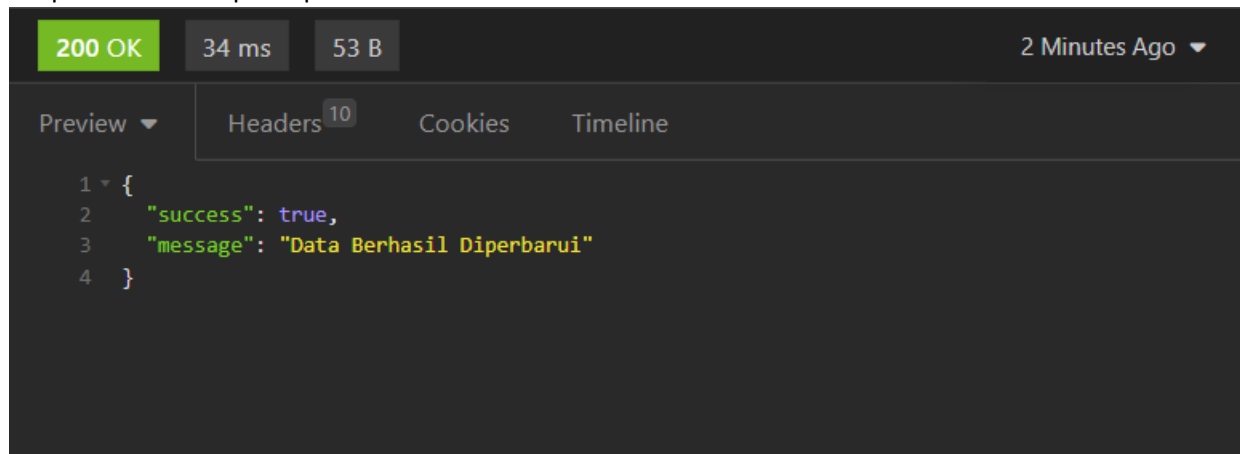 200 OK 34 ms 53 B 2 Minutes Ago
Preview Headers 10 Cookies Timeline
1 {
2 "success": true,
3 "message": "Data Berhasil Diperbarui"
4 }